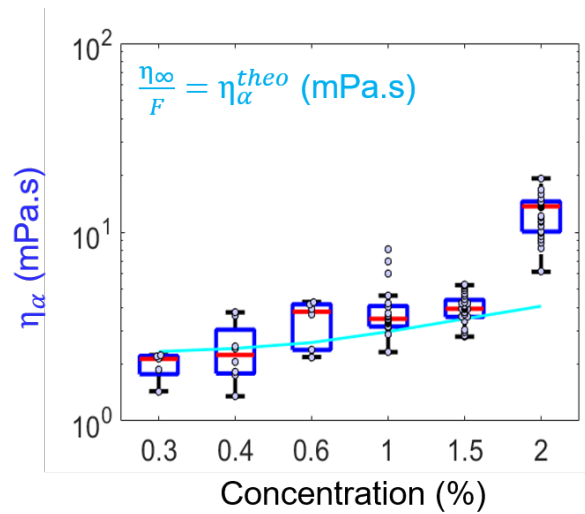 10²
η∞/F = ηα^theo (mPa.s)
ηα (mPa.s)
10¹
10⁰
0.3 0.4 0.6 1 1.5 2
Concentration (%)